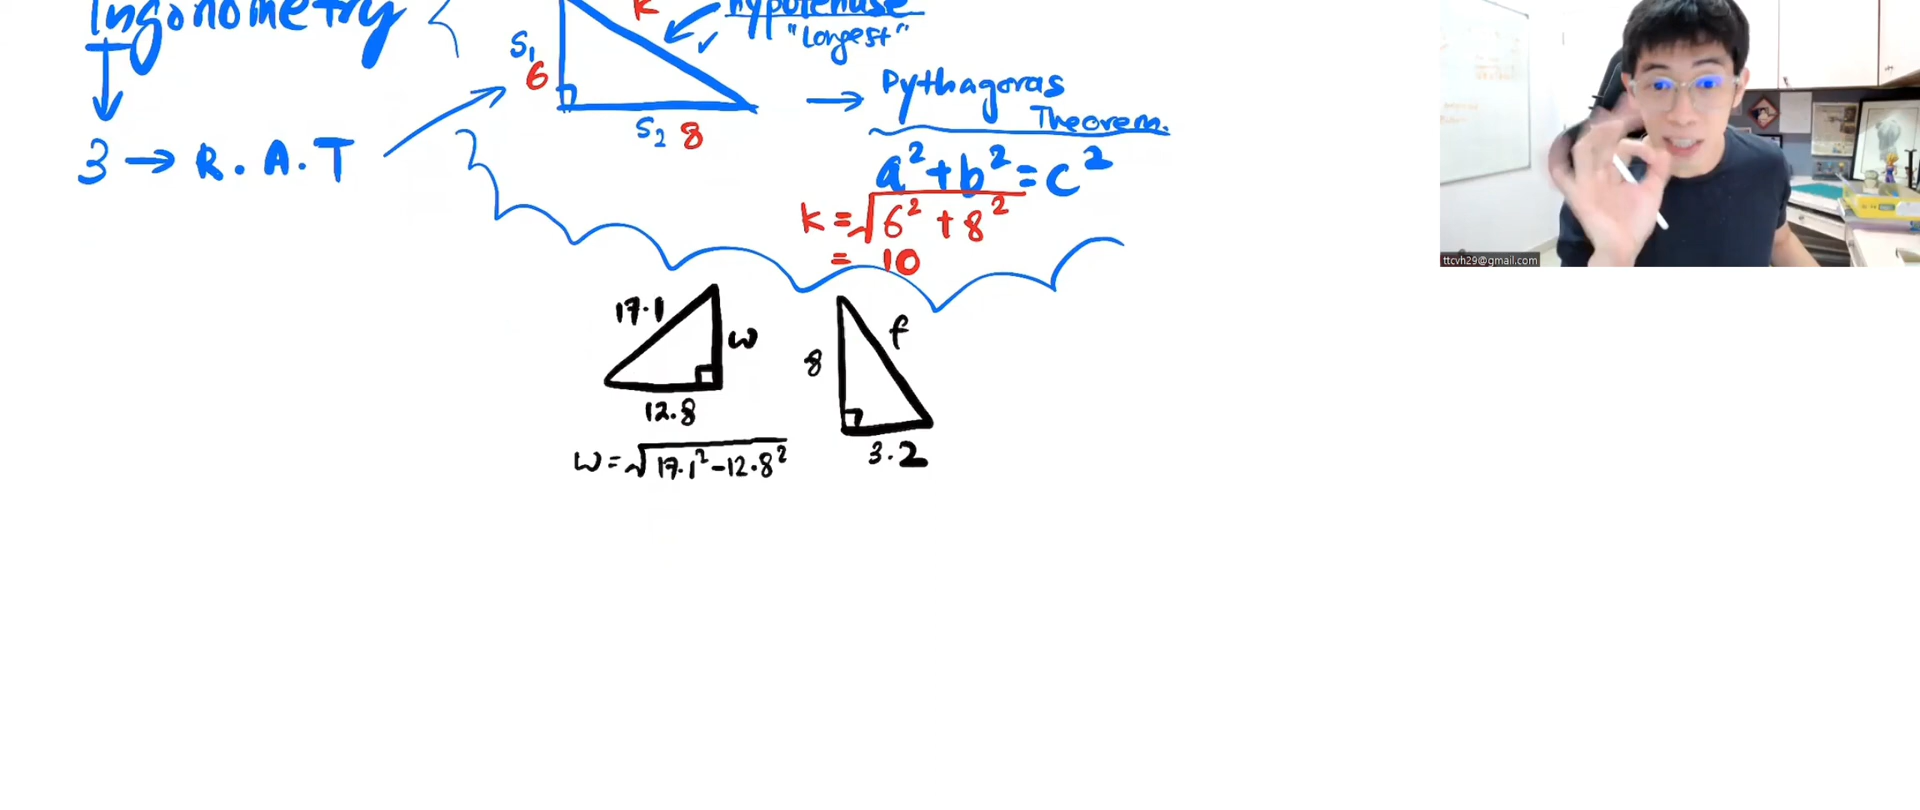 Trigonometry
3 → R.A.T
k
hypotenuse
"Longest"
S₁
6
S₂ 8
→ Pythagoras
Theorem.
a² + b² = c²
k = √6² + 8²
= 10
17.1
w
12.8
w = √17.1² - 12.8²
8
f
3.2
ttcvh29@gmail.com